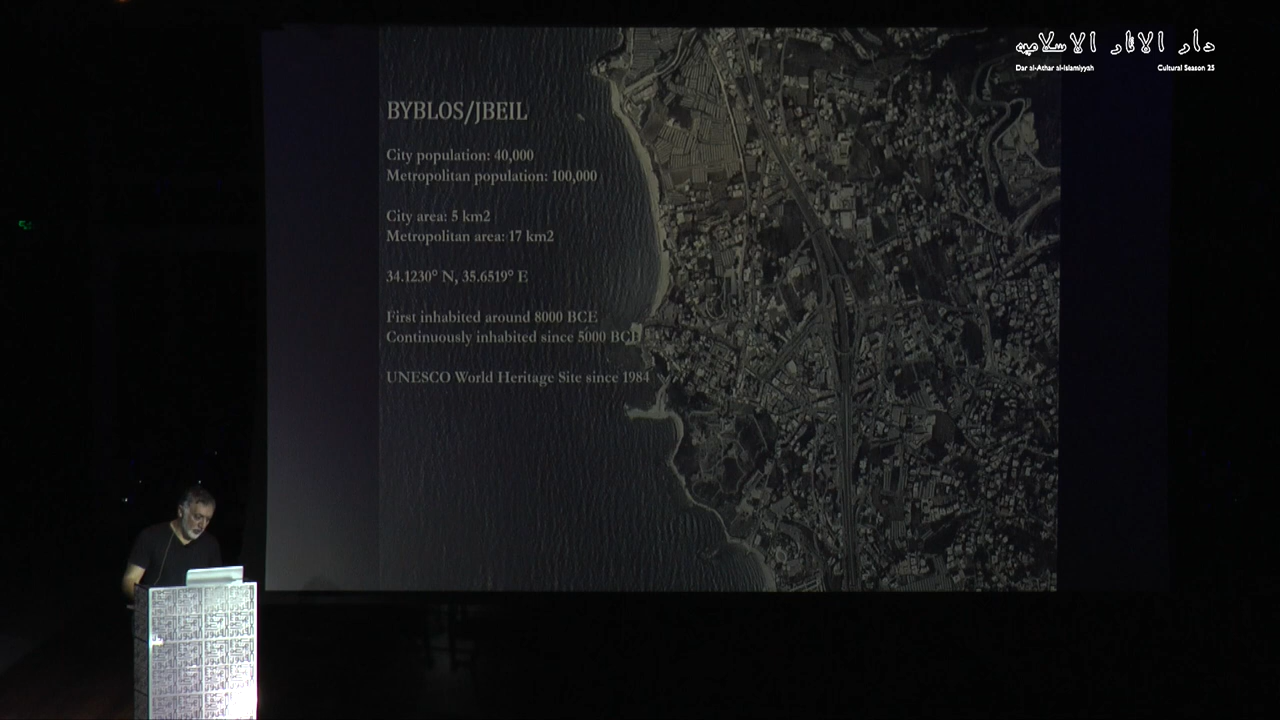 دار الآثار الاسلاميه
Dar al-Athar al-Islamiyyah
Cultural Season 25
BYBLOS/JBEIL
City population: 40,000
Metropolitan population: 100,000
City area: 5 km2
Metropolitan area: 17 km2
34.1230° N, 35.6519° E
First inhabited around 8000 BCE
Continuously inhabited since 5000 BCE
UNESCO World Heritage Site since 1984